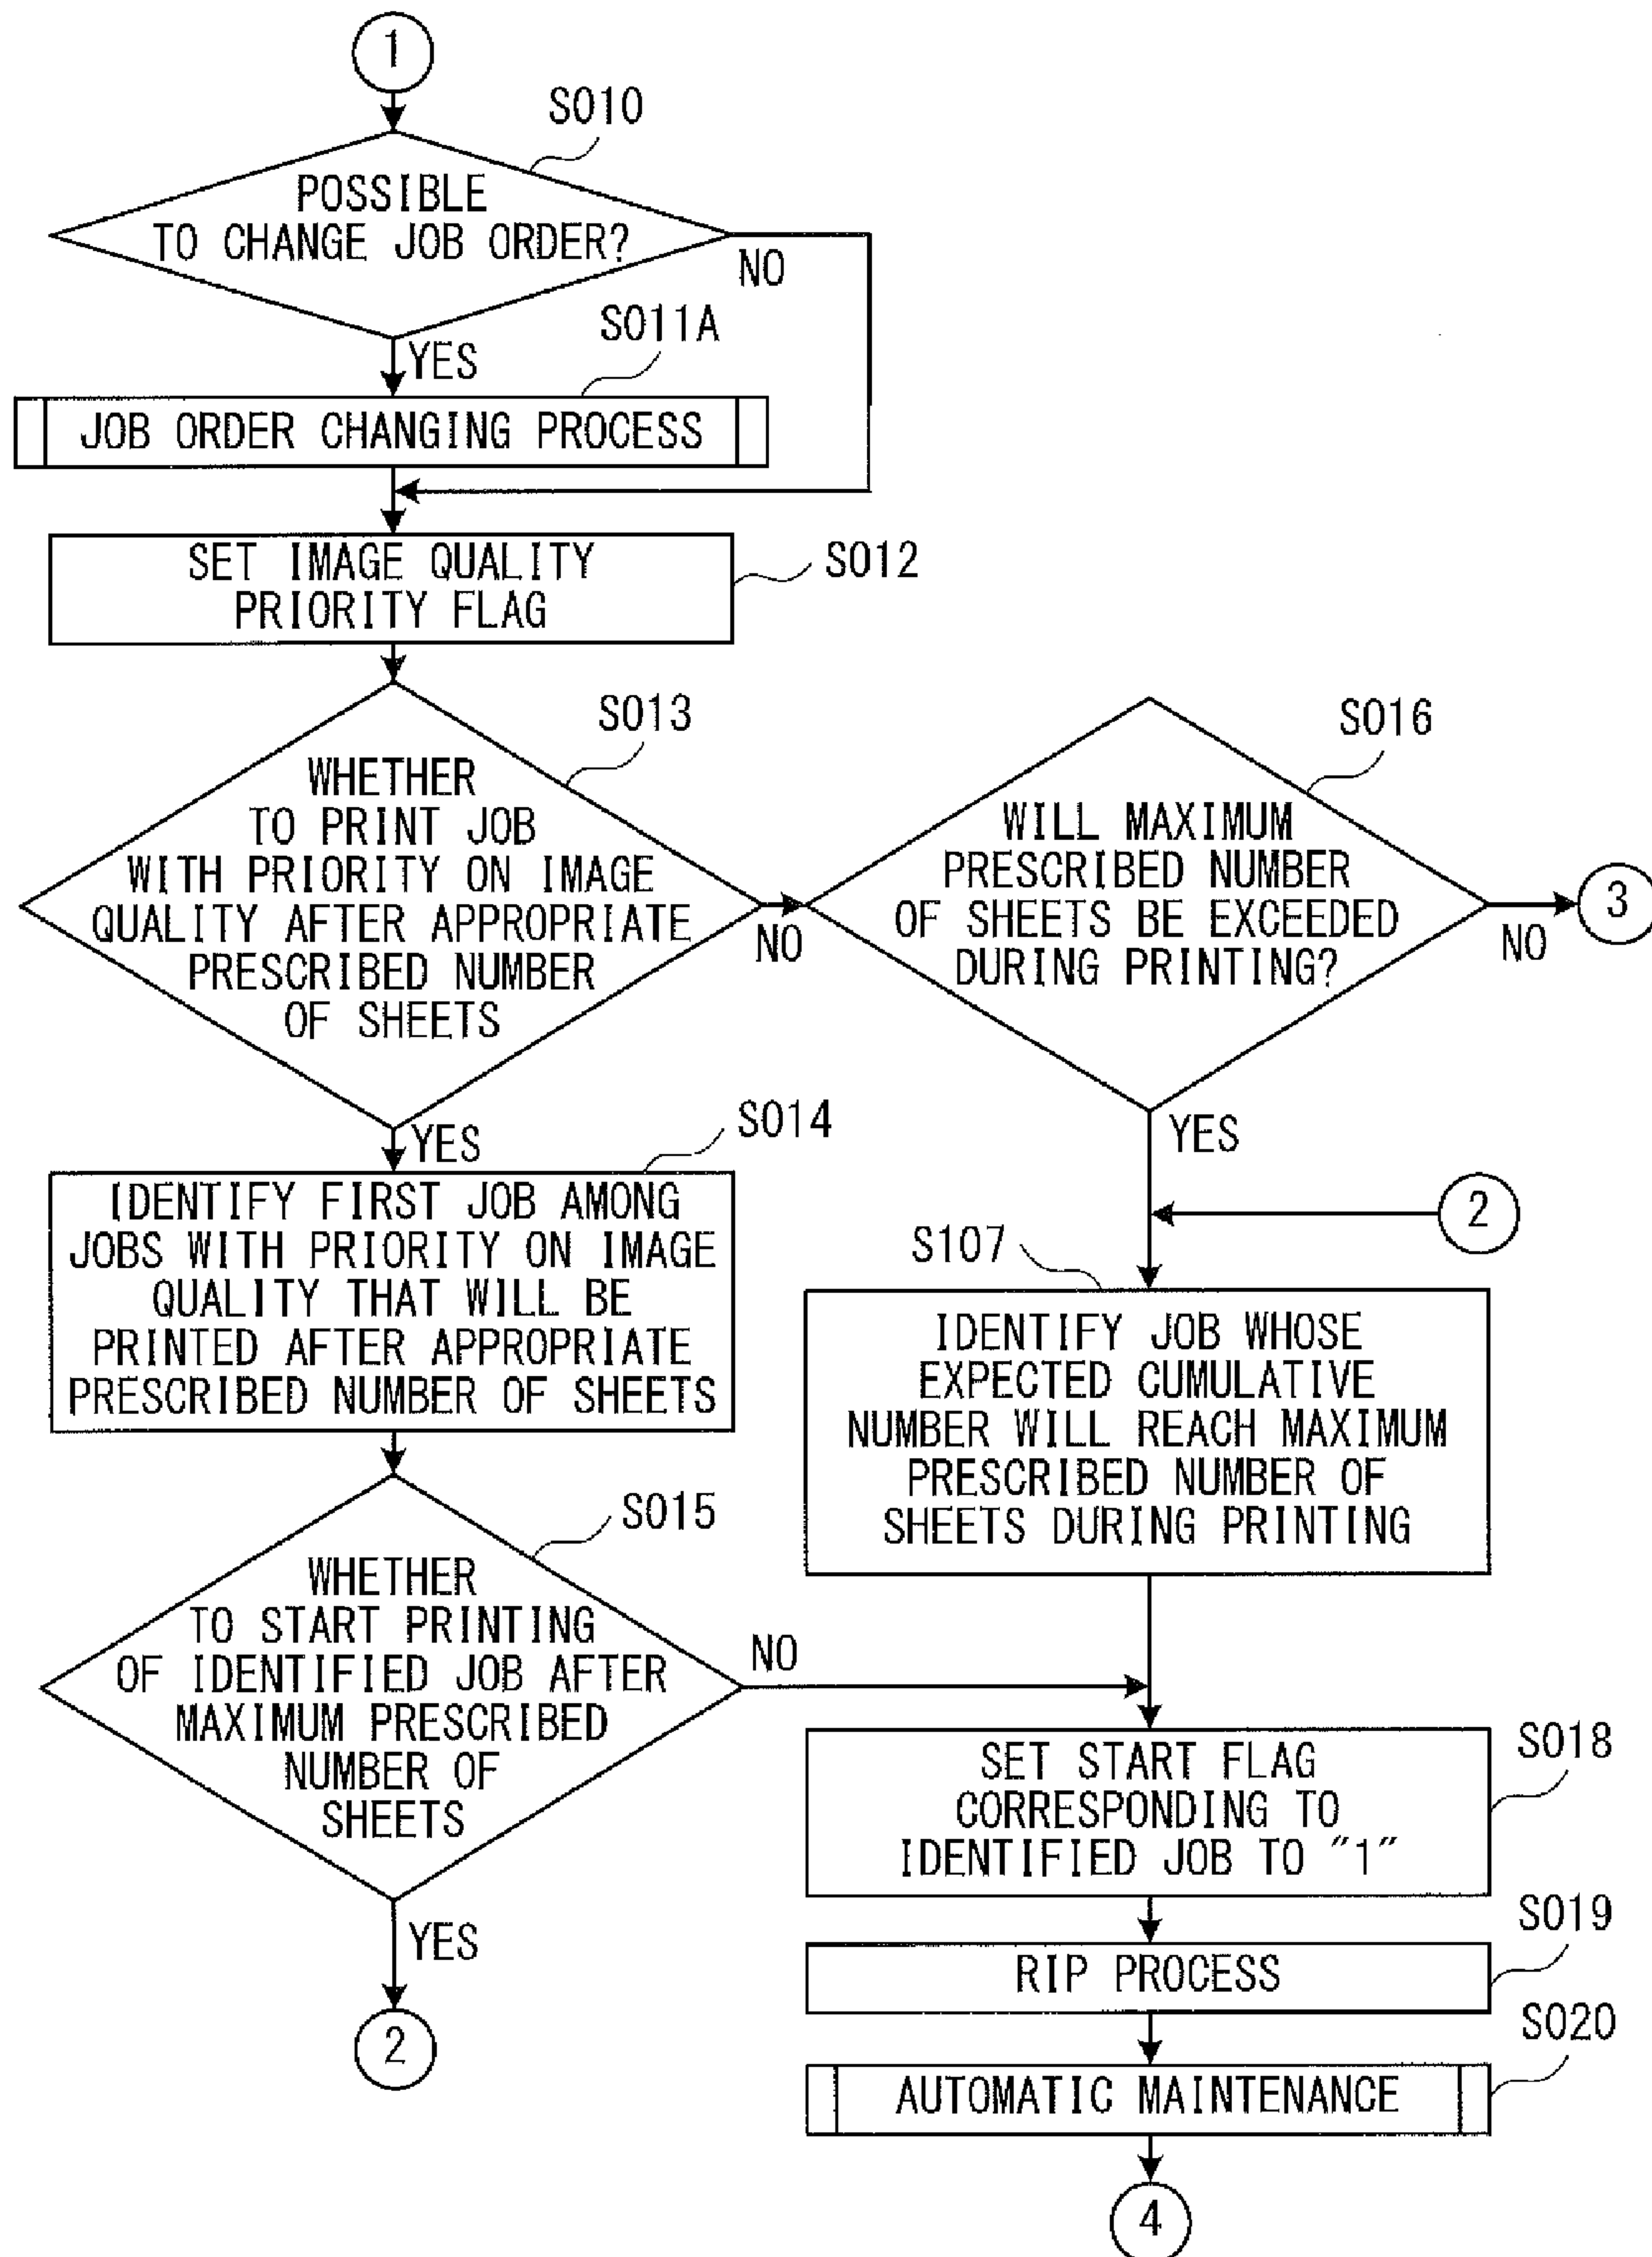 1
S010
POSSIBLE
TO CHANGE JOB ORDER?
NO
YES
S011A
JOB ORDER CHANGING PROCESS
SET IMAGE QUALITY
PRIORITY FLAG
S012
S013
WHETHER
TO PRINT JOB
WITH PRIORITY ON IMAGE
QUALITY AFTER APPROPRIATE
PRESCRIBED NUMBER
OF SHEETS
NO
YES
S016
WILL MAXIMUM
PRESCRIBED NUMBER
OF SHEETS BE EXCEEDED
DURING PRINTING?
NO
3
YES
S014
IDENTIFY FIRST JOB AMONG
JOBS WITH PRIORITY ON IMAGE
QUALITY THAT WILL BE
PRINTED AFTER APPROPRIATE
PRESCRIBED NUMBER OF SHEETS
2
S107
IDENTIFY JOB WHOSE
EXPECTED CUMULATIVE
NUMBER WILL REACH MAXIMUM
PRESCRIBED NUMBER OF
SHEETS DURING PRINTING
S015
WHETHER
TO START PRINTING
OF IDENTIFIED JOB AFTER
MAXIMUM PRESCRIBED
NUMBER OF
SHEETS
NO
YES
2
S018
SET START FLAG
CORRESPONDING TO
IDENTIFIED JOB TO "1"
S019
RIP PROCESS
S020
AUTOMATIC MAINTENANCE
4